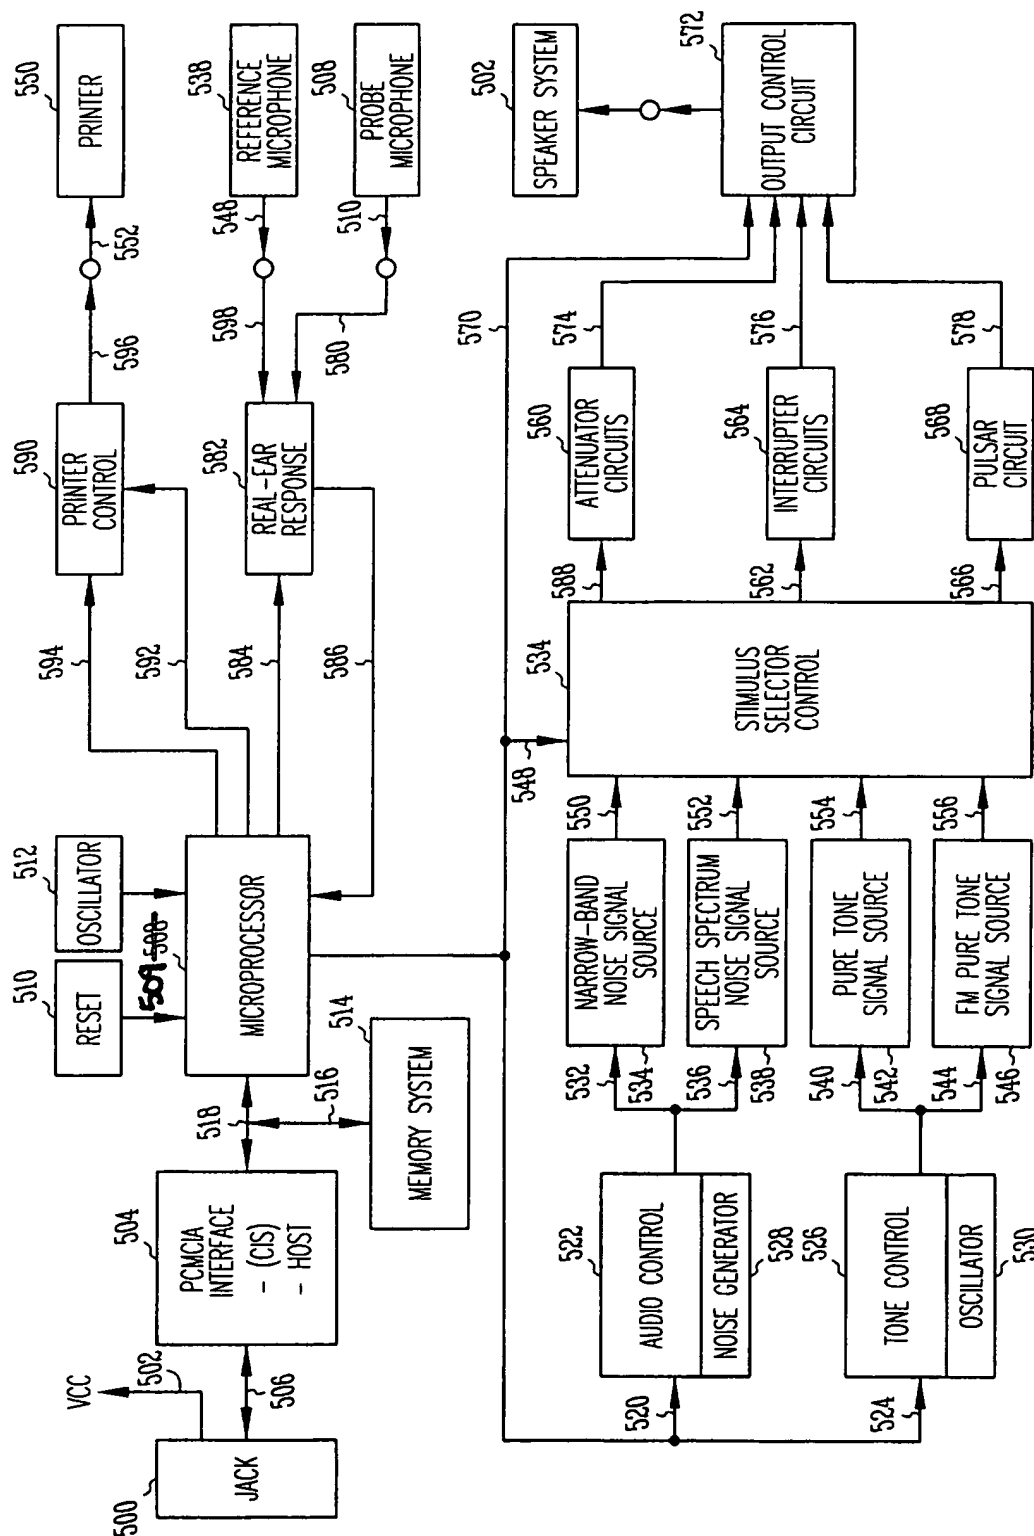 VCC
502
500
JACK
506
504
PCMCIA
INTERFACE
- (CIS)
- HOST
518
516
514
MEMORY SYSTEM
510
RESET
512
OSCILLATOR
509 508
MICROPROCESSOR
594
592
584
586
590
PRINTER
CONTROL
596
552
550
PRINTER
582
REAL-EAR
RESPONSE
598
580
548
510
538
REFERENCE
MICROPHONE
508
PROBE
MICROPHONE
520
524
522
AUDIO CONTROL
NOISE GENERATOR
528
526
TONE CONTROL
OSCILLATOR
530
532
534
NARROW-BAND
NOISE SIGNAL
SOURCE
536
538
SPEECH SPECTRUM
NOISE SIGNAL
SOURCE
540
542
PURE TONE
SIGNAL SOURCE
544
546
FM PURE TONE
SIGNAL SOURCE
548
550
552
554
556
534
STIMULUS
SELECTOR
CONTROL
588
562
566
560
ATTENUATOR
CIRCUITS
564
INTERRUPTER
CIRCUITS
568
PULSAR
CIRCUIT
570
574
576
578
SPEAKER SYSTEM
502
572
OUTPUT CONTROL
CIRCUIT